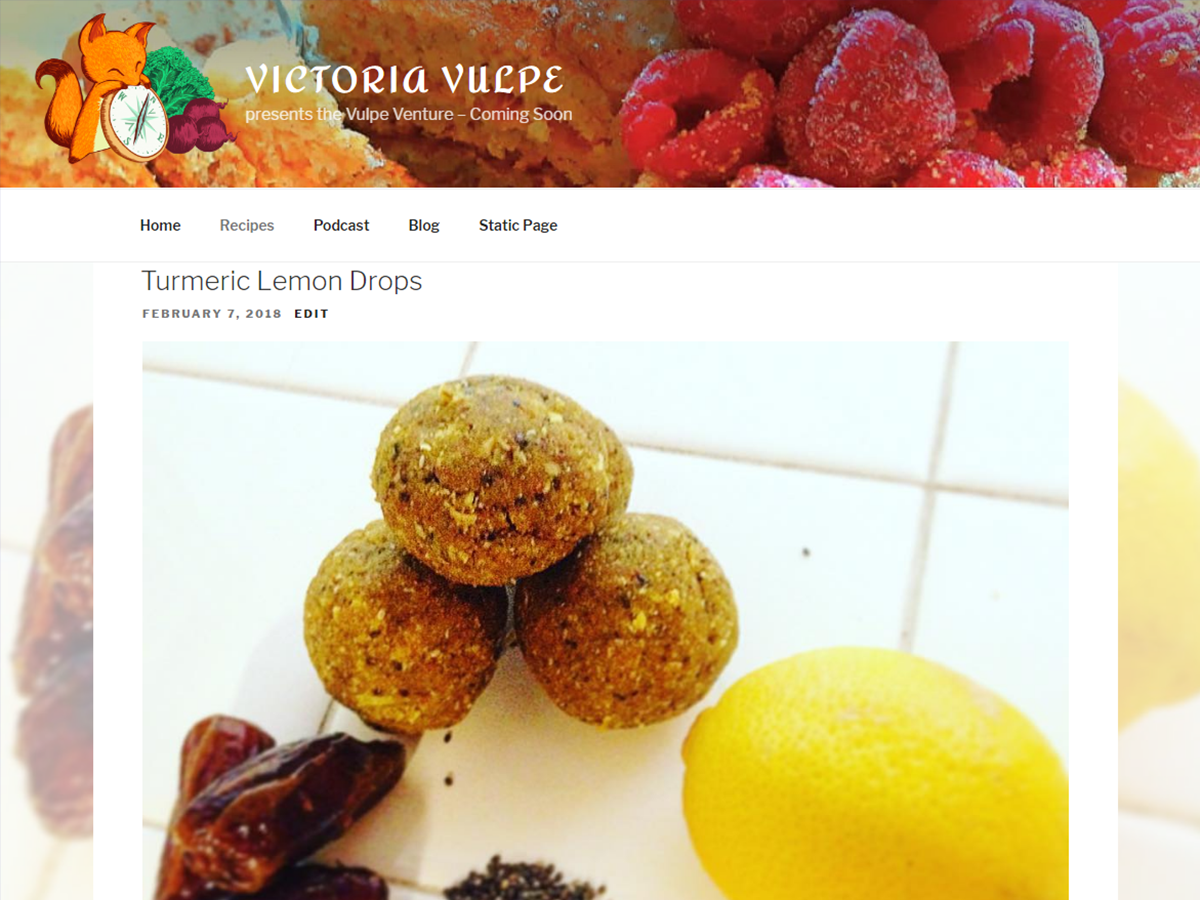 VICTORIA VULPE
presents the Vulpe Venture – Coming Soon
Home Recipes Podcast Blog Static Page
Turmeric Lemon Drops
FEBRUARY 7, 2018 EDIT